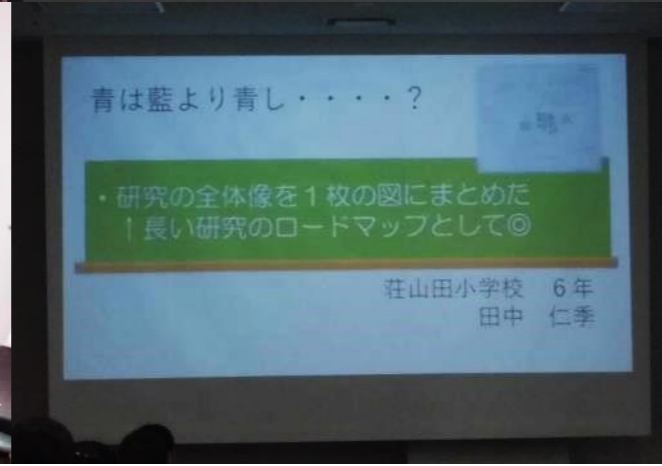 青は藍より青し・・・・?
・研究の全体像を1枚の図にまとめた
↑長い研究のロードマップとして◎
荘山田小学校 6年
田中 仁季